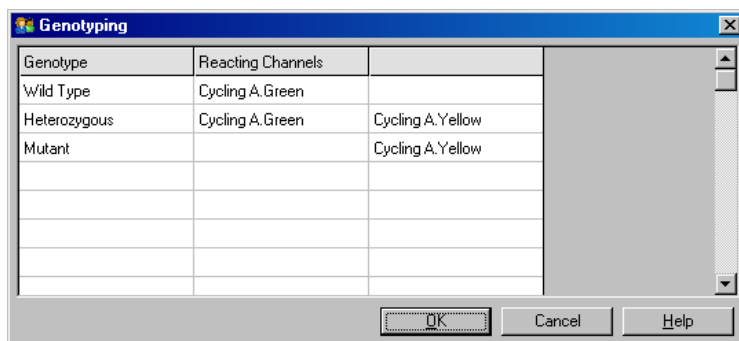 Genotyping
Genotype Reacting Channels
Wild Type Cycling A.Green
Heterozygous Cycling A.Green Cycling A.Yellow
Mutant Cycling A.Yellow
OK Cancel Help